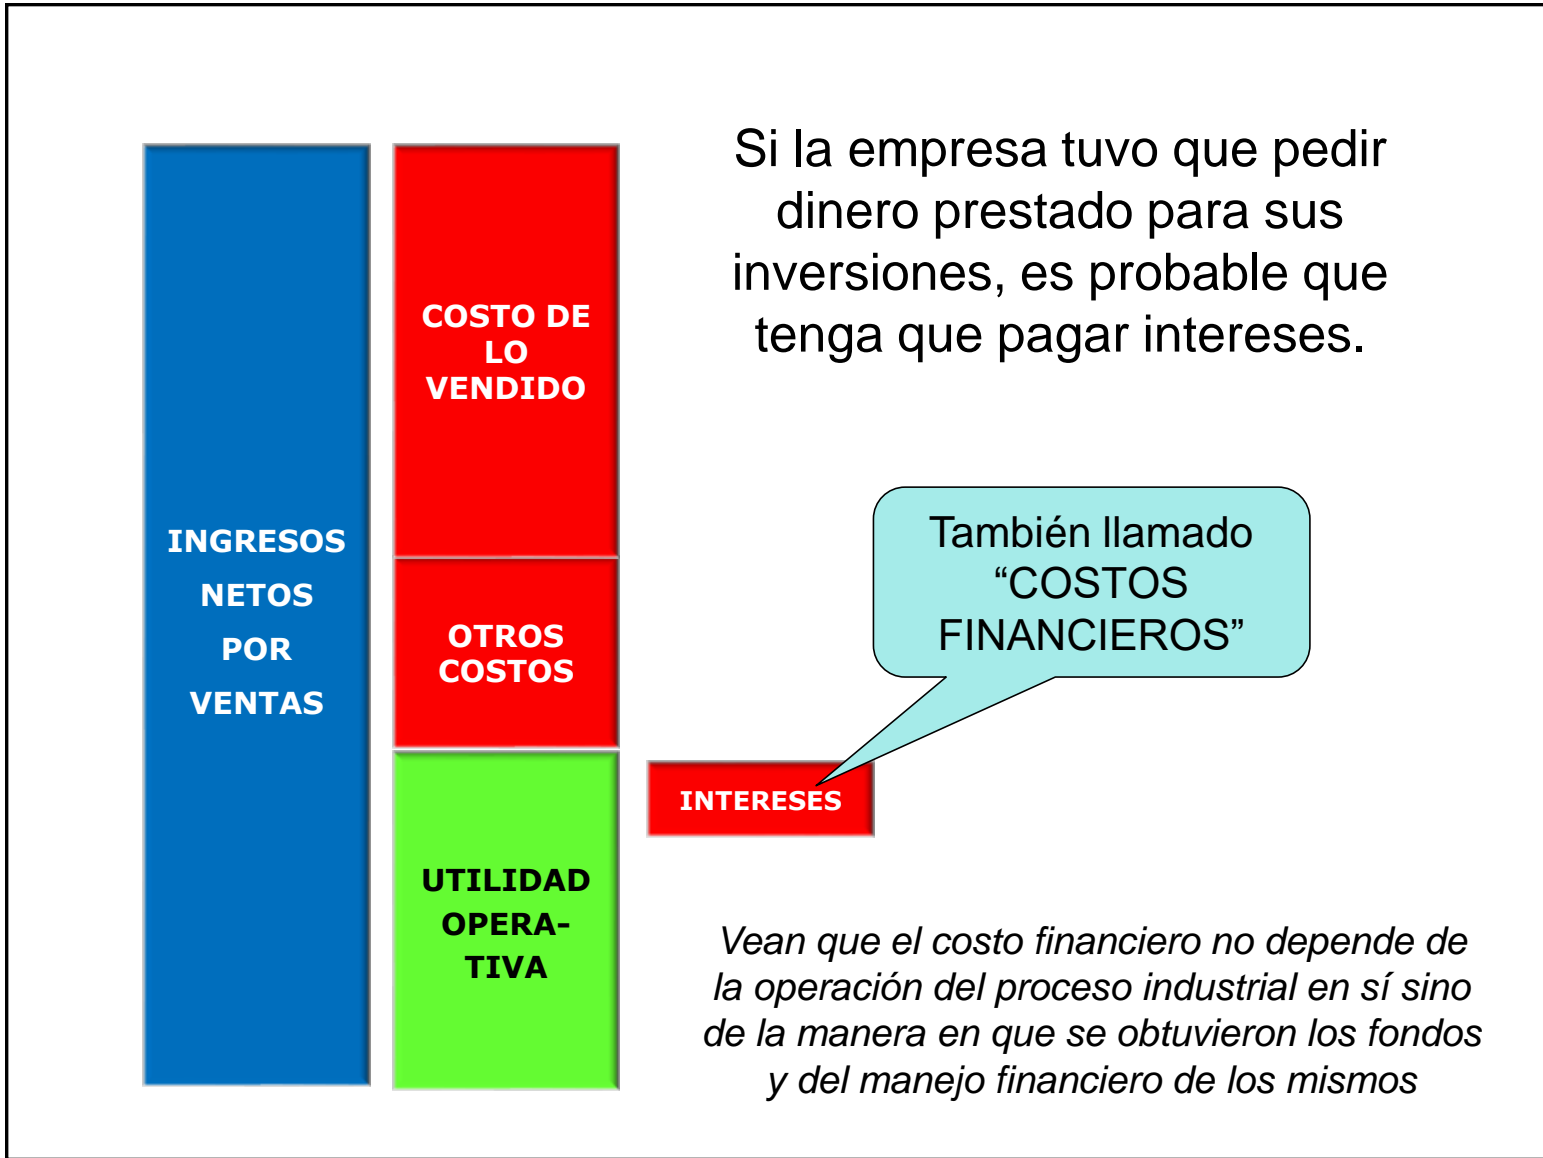 Si la empresa tuvo que pedir
dinero prestado para sus
inversiones, es probable que
tenga que pagar intereses.
INGRESOS
NETOS
POR
VENTAS
COSTO DE
LO
VENDIDO
OTROS
COSTOS
UTILIDAD
OPERA-
TIVA
También llamado
“COSTOS
FINANCIEROS”
INTERESES
Vean que el costo financiero no depende de
la operación del proceso industrial en sí sino
de la manera en que se obtuvieron los fondos
y del manejo financiero de los mismos